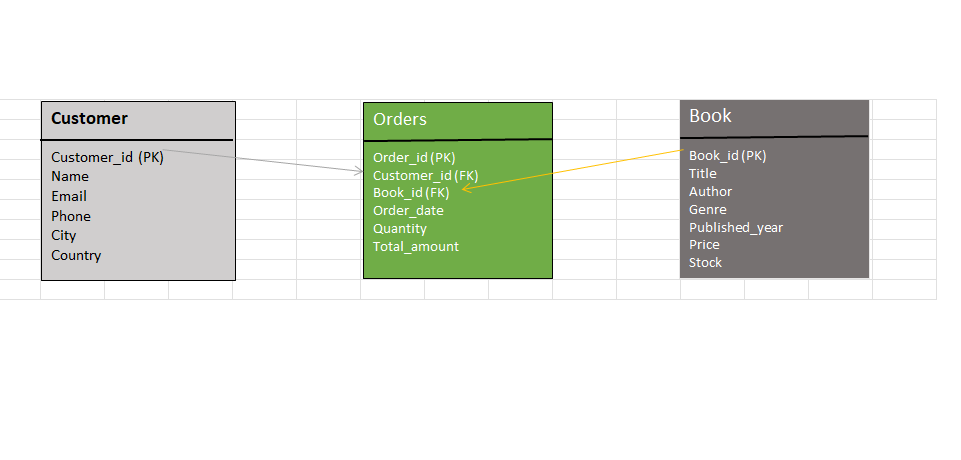 Customer
Customer_id (PK)
Name
Email
Phone
City
Country
Orders
Order_id (PK)
Customer_id (FK)
Book_id (FK)
Order_date
Quantity
Total_amount
Book
Book_id (PK)
Title
Author
Genre
Published_year
Price
Stock